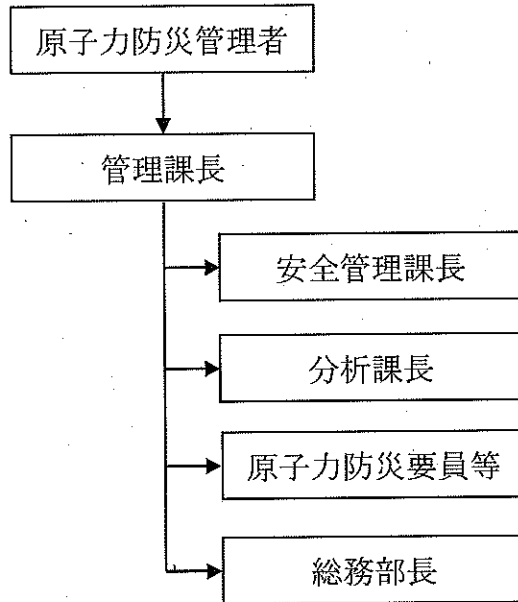 原子力防災管理者
管理課長
安全管理課長
分析課長
原子力防災要員等
総務部長